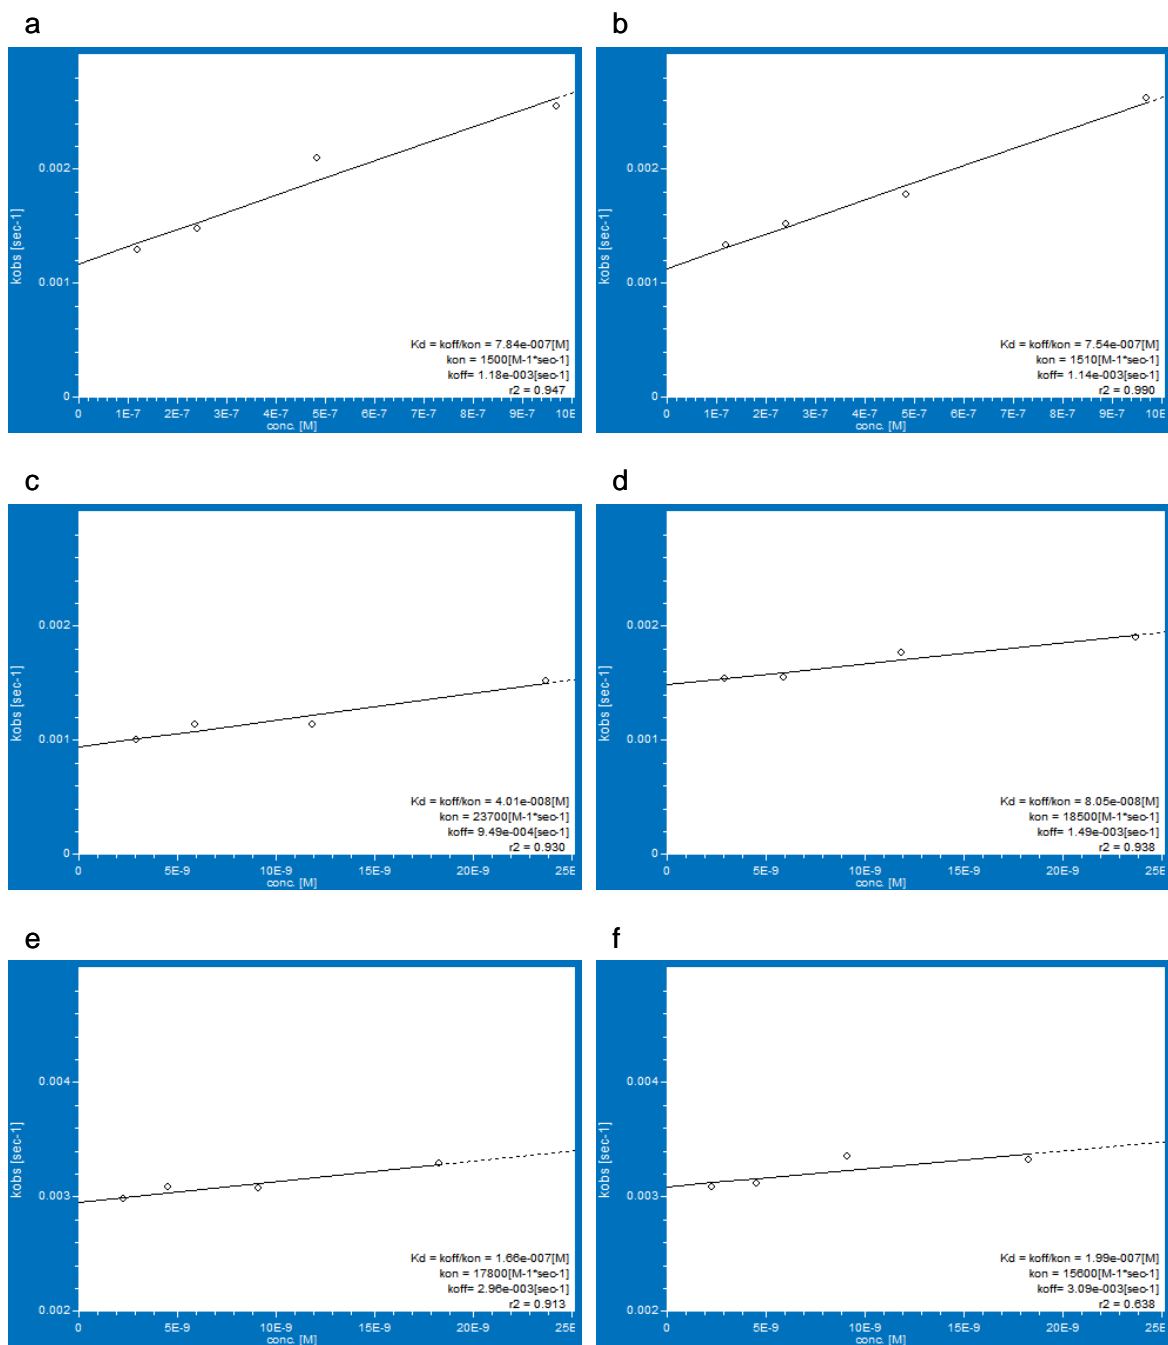 a
0.002
0.001
0
kobs [sec-1]
Kd = koff/kon = 7.84e-007[M]
kon = 1500[M-1*sec-1]
koff= 1.18e-003[sec-1]
r2 = 0.947
0 1E-7 2E-7 3E-7 4E-7 5E-7 6E-7 7E-7 8E-7 9E-7 10E
conc. [M]
b
0.002
0.001
0
kobs [sec-1]
Kd = koff/kon = 7.54e-007[M]
kon = 1510[M-1*sec-1]
koff= 1.14e-003[sec-1]
r2 = 0.990
0 1E-7 2E-7 3E-7 4E-7 5E-7 6E-7 7E-7 8E-7 9E-7 10E
conc. [M]
c
0.002
0.001
0
kobs [sec-1]
Kd = koff/kon = 4.01e-008[M]
kon = 23700[M-1*sec-1]
koff= 9.49e-004[sec-1]
r2 = 0.930
0 5E-9 10E-9 15E-9 20E-9 25E
conc. [M]
d
0.002
0.001
0
kobs [sec-1]
Kd = koff/kon = 8.05e-008[M]
kon = 18500[M-1*sec-1]
koff= 1.49e-003[sec-1]
r2 = 0.938
0 5E-9 10E-9 15E-9 20E-9 25E
conc. [M]
e
0.004
0.003
0.002
kobs [sec-1]
Kd = koff/kon = 1.66e-007[M]
kon = 17800[M-1*sec-1]
koff= 2.96e-003[sec-1]
r2 = 0.913
0 5E-9 10E-9 15E-9 20E-9 25E
conc. [M]
f
0.004
0.003
0.002
kobs [sec-1]
Kd = koff/kon = 1.99e-007[M]
kon = 15600[M-1*sec-1]
koff= 3.09e-003[sec-1]
r2 = 0.638
0 5E-9 10E-9 15E-9 20E-9 25E
conc. [M]